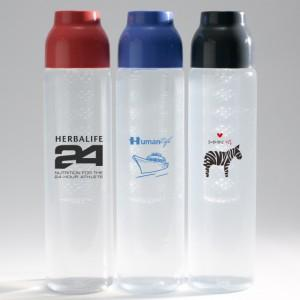 HERBALIFE
24
NUTRITION FOR THE
24-HOUR ATHLETE
Human